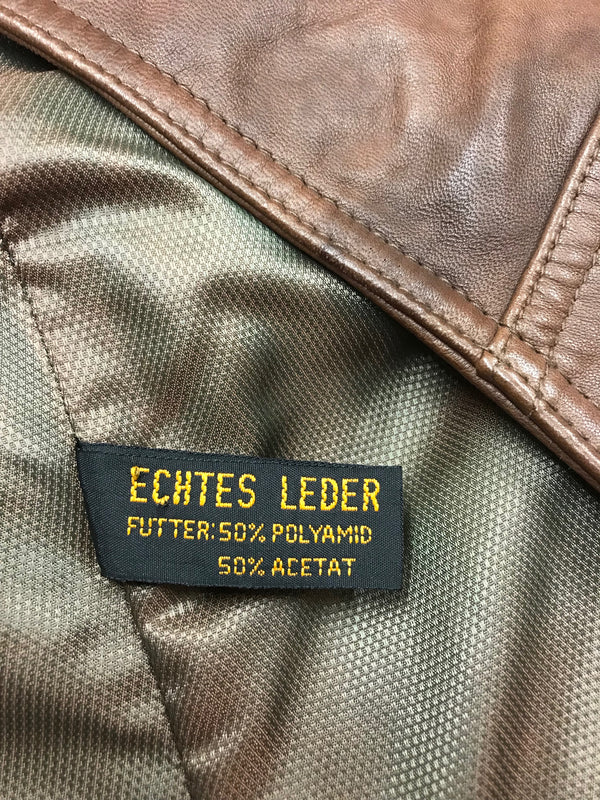 ECHTES LEDER
FUTTER: 50% POLYAMID
50% ACETAT